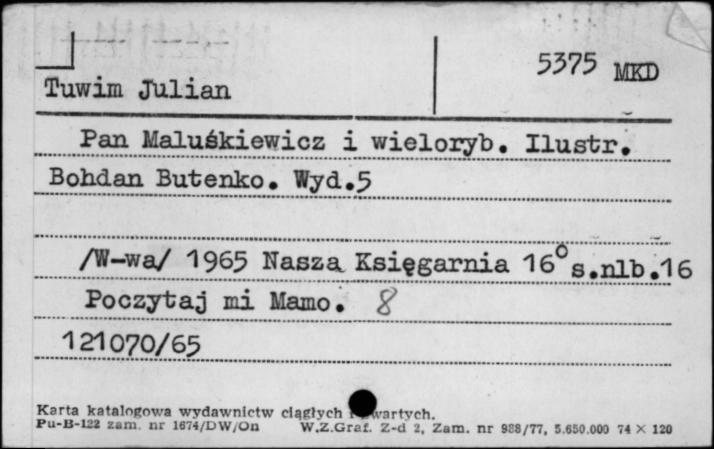 5375 MKD
Tuwim Julian
Pan Maluśkiewicz i wieloryb. Ilustr.
Bohdan Butenko. Wyd.5
/W-wa/ 1965 Nasza Księgarnia 16° s.nlb.16
Poczytaj mi Mamo. 8
121070/65
Karta katalogowa wydawnictw ciągłych i zwartych.
Pu-B-122 zam. nr 1674/DW/On W.Z.Graf. Z-d 2, Zam. nr 988/77, 5.650.000 74 × 120